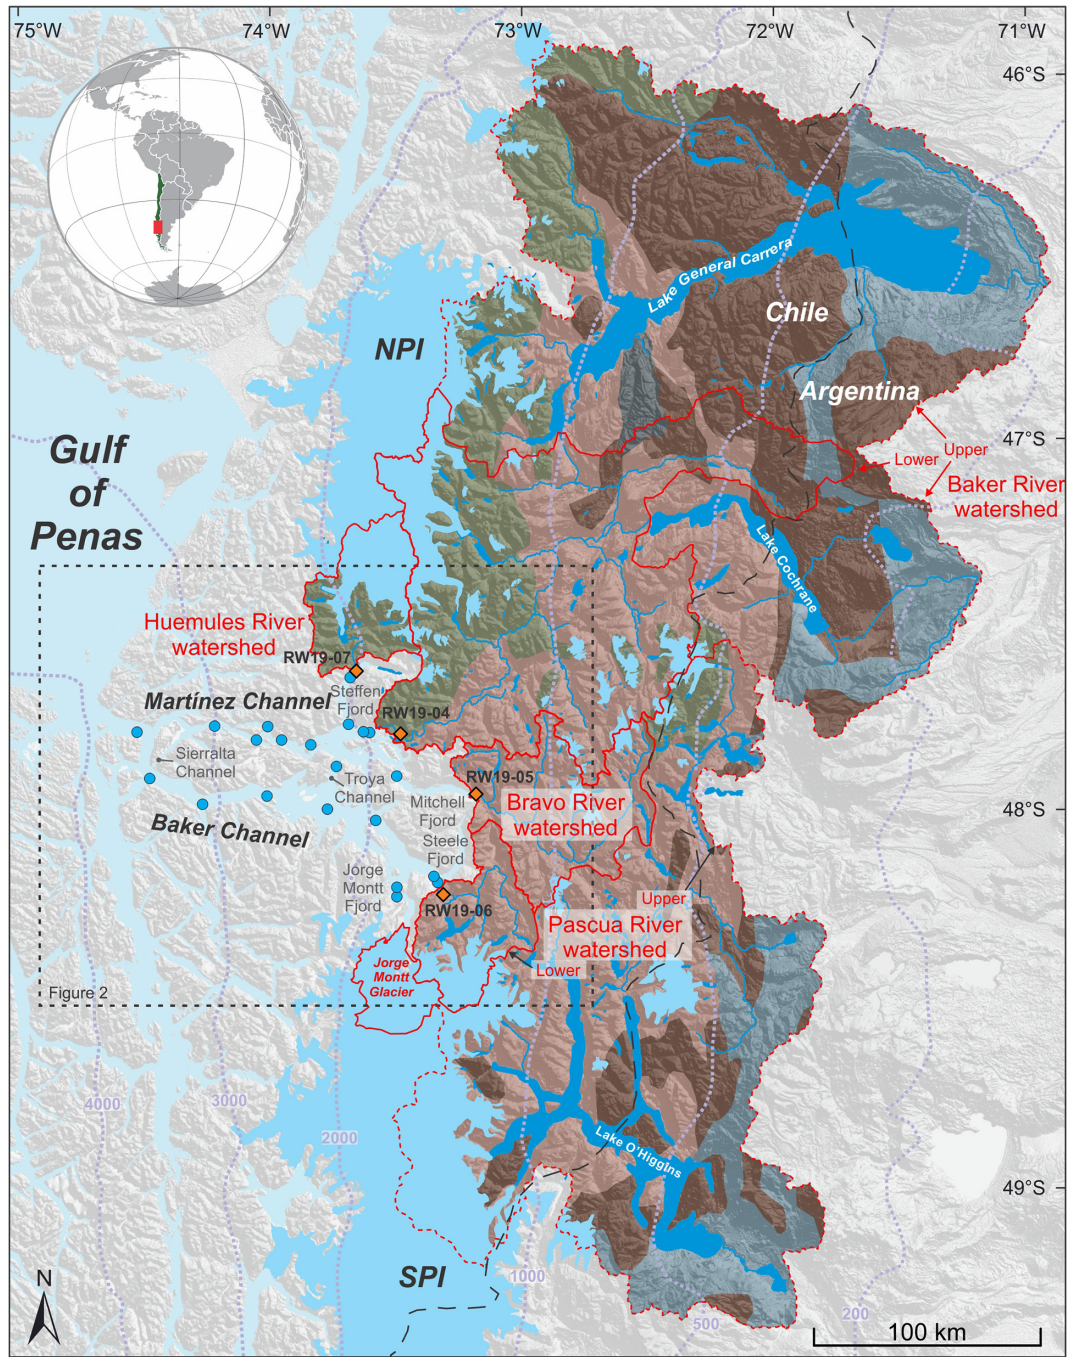 75°W
74°W
73°W
72°W
71°W
46°S
Lake General Carrera
Chile
NPI
Argentina
47°S
Gulf
of
Penas
Lower
Upper
Baker River
watershed
Lake Cochrane
Huemules River
watershed
RW19-07
Steffen
Fjord
Martínez Channel
RW19-04
Sierralta
Channel
Troya
Channel
RW19-05
Mitchell
Fjord
Bravo River
watershed
48°S
Baker Channel
Steele
Fjord
Jorge
Montt
Fjord
Upper
RW19-06
Pascua River
watershed
Lower
Jorge
Montt
Glacier
Figure 2
4000
3000
2000
Lake O'Higgins
49°S
SPI
1000
500
200
N
100 km